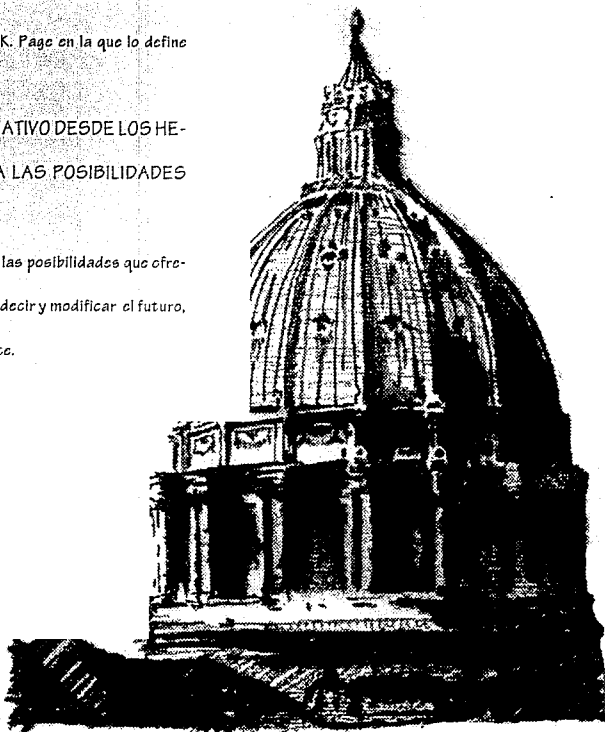 K. Page en la que lo define
ATIVO DESDE LOS HE-
A LAS POSIBILIDADES
las posibilidades que ofre-
decir y modificar el futuro,